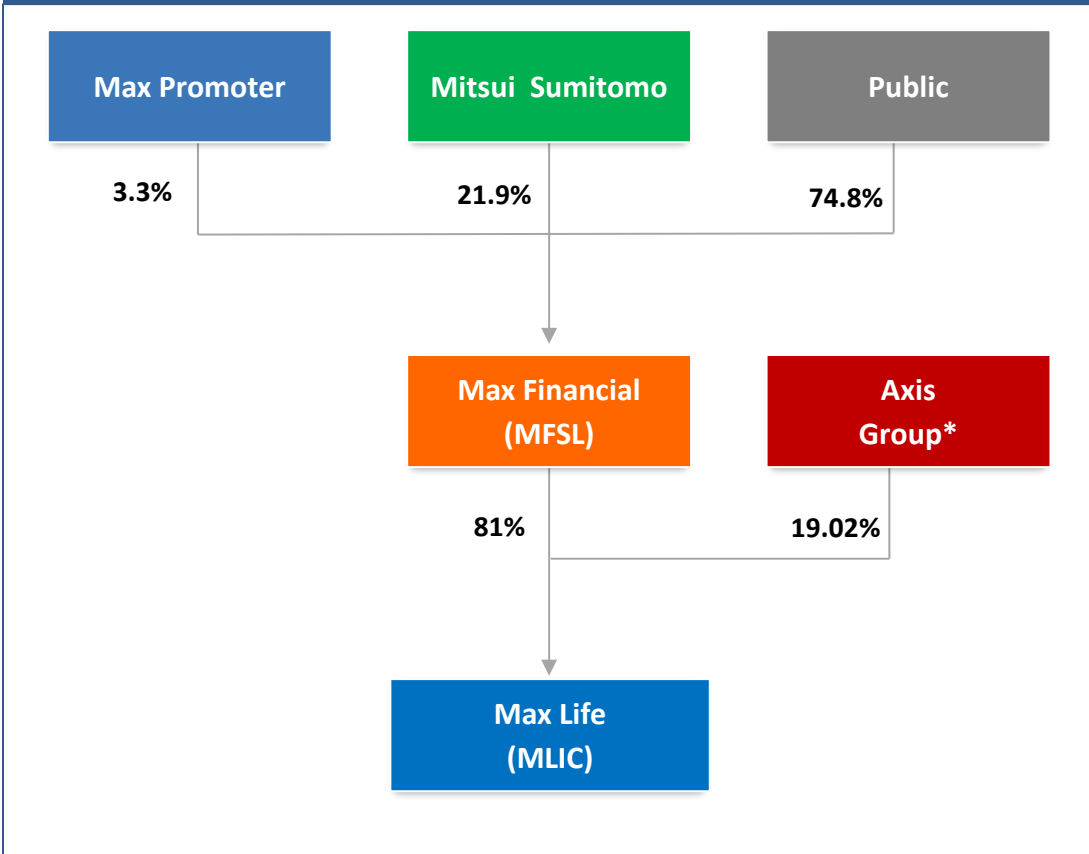 Max Promoter
Mitsui Sumitomo
Public
3.3%
21.9%
74.8%
Max Financial
(MFSL)
Axis
Group*
81%
19.02%
Max Life
(MLIC)